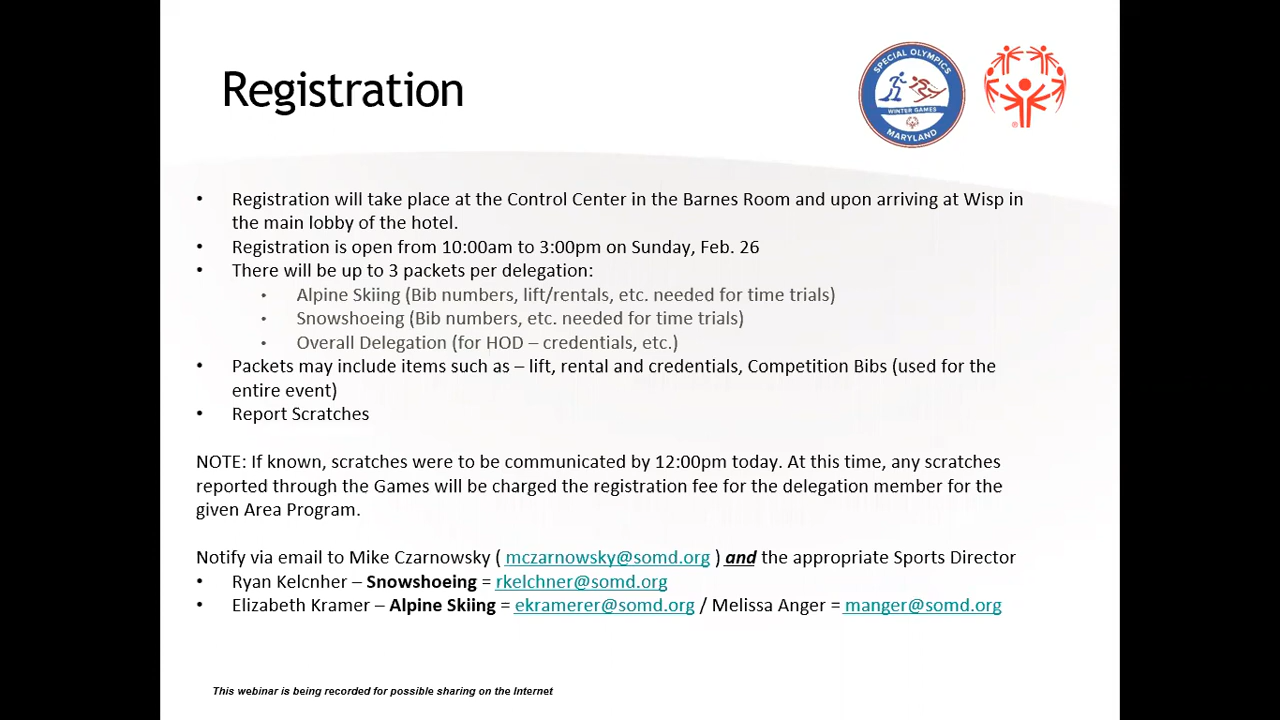 Registration
SPECIAL OLYMPICS
WINTER GAMES
MARYLAND
®
• Registration will take place at the Control Center in the Barnes Room and upon arriving at Wisp in
the main lobby of the hotel.
• Registration is open from 10:00am to 3:00pm on Sunday, Feb. 26
• There will be up to 3 packets per delegation:
• Alpine Skiing (Bib numbers, lift/rentals, etc. needed for time trials)
• Snowshoeing (Bib numbers, etc. needed for time trials)
• Overall Delegation (for HOD – credentials, etc.)
• Packets may include items such as – lift, rental and credentials, Competition Bibs (used for the
entire event)
• Report Scratches
NOTE: If known, scratches were to be communicated by 12:00pm today. At this time, any scratches
reported through the Games will be charged the registration fee for the delegation member for the
given Area Program.
Notify via email to Mike Czarnowsky ( mczarnowsky@somd.org ) and the appropriate Sports Director
• Ryan Kelcnher – Snowshoeing = rkelchner@somd.org
• Elizabeth Kramer – Alpine Skiing = ekramerer@somd.org / Melissa Anger = manger@somd.org
This webinar is being recorded for possible sharing on the Internet